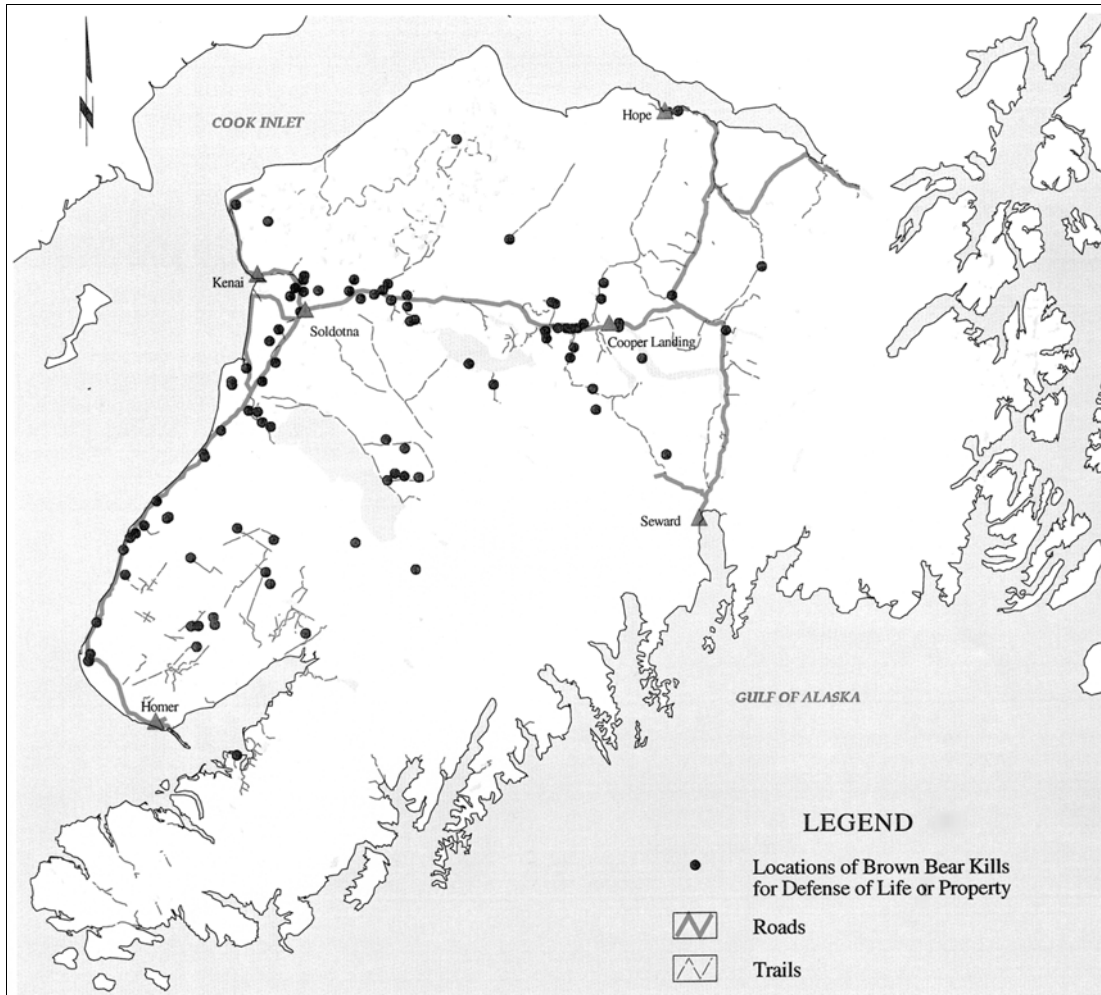 N
COOK INLET
Hope
Kenai
Soldotna
Cooper Landing
Seward
Homer
GULF OF ALASKA
LEGEND
Locations of Brown Bear Kills
for Defense of Life or Property
Roads
Trails